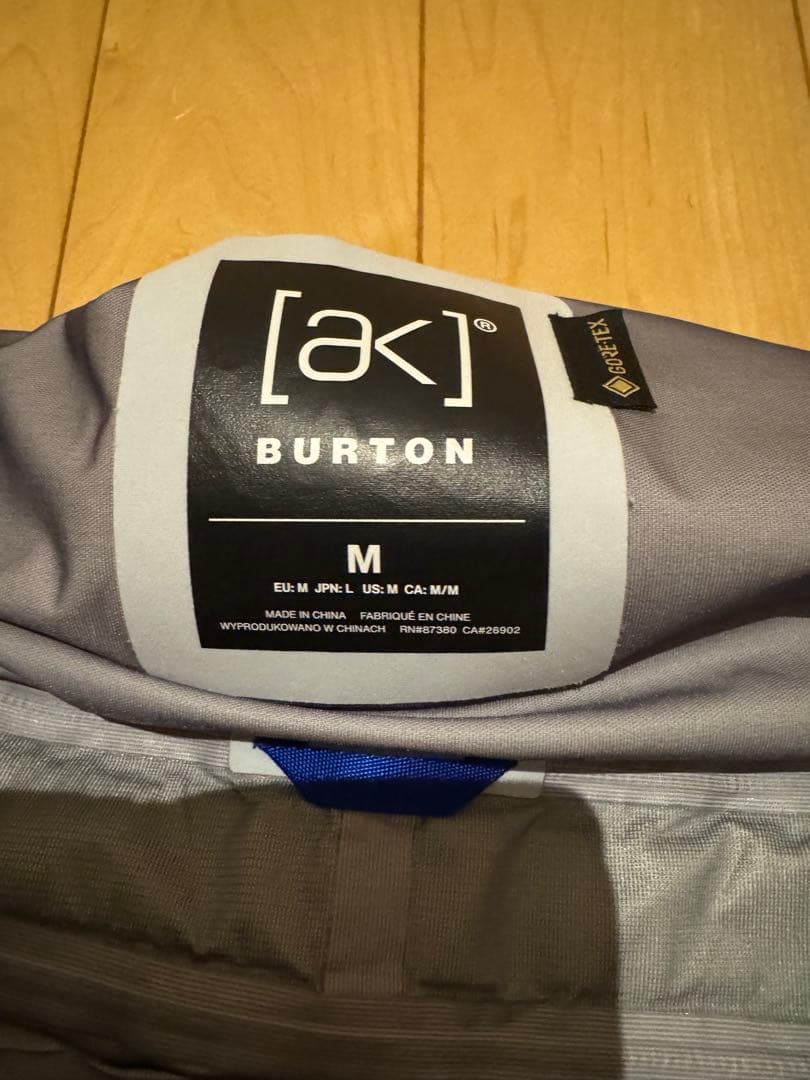 [ak]®
BURTON
M
EU: M JPN: L US: M CA: M/M
MADE IN CHINA FABRIQUÉ EN CHINE
WYPRODUKOWANO W CHINACH RN#87380 CA#26902
GORE-TEX